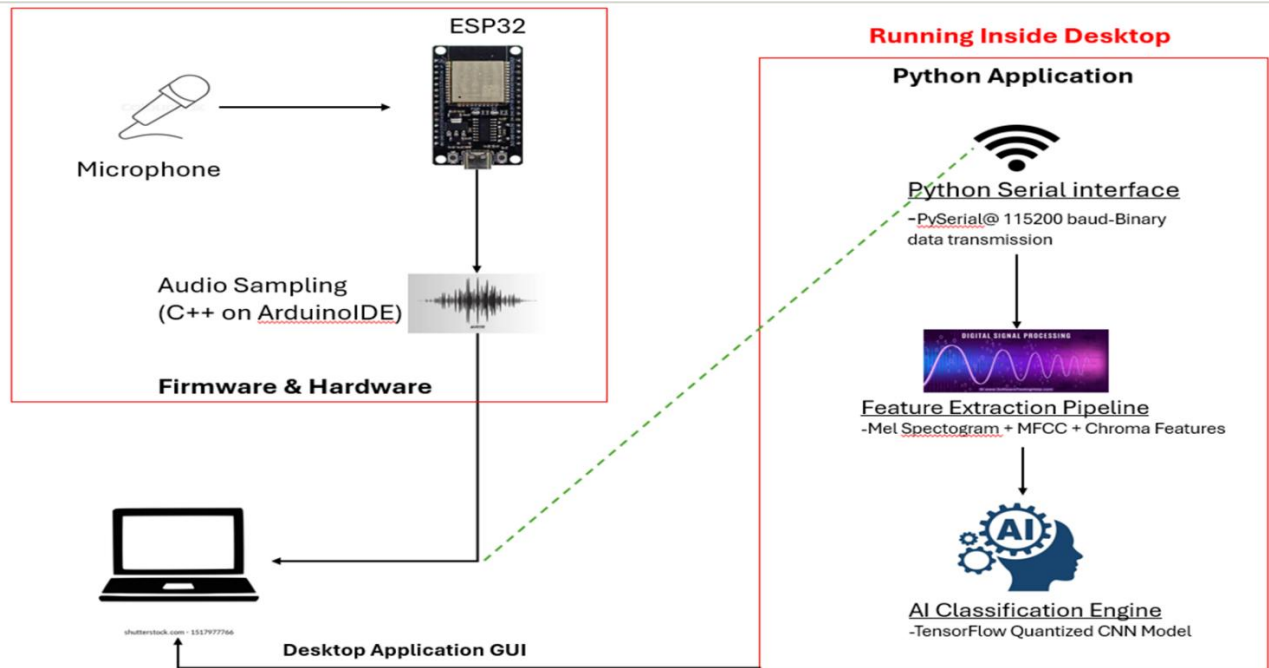 ESP32
Microphone
Audio Sampling
(C++ on ArduinoIDE)
Firmware & Hardware
shutterstock.com · 1517977766
Desktop Application GUI
Running Inside Desktop
Python Application
Python Serial interface
-PySerial@ 115200 baud-Binary
data transmission
DIGITAL SIGNAL PROCESSING
Feature Extraction Pipeline
-Mel Spectogram + MFCC + Chroma Features
AI
AI Classification Engine
-TensorFlow Quantized CNN Model